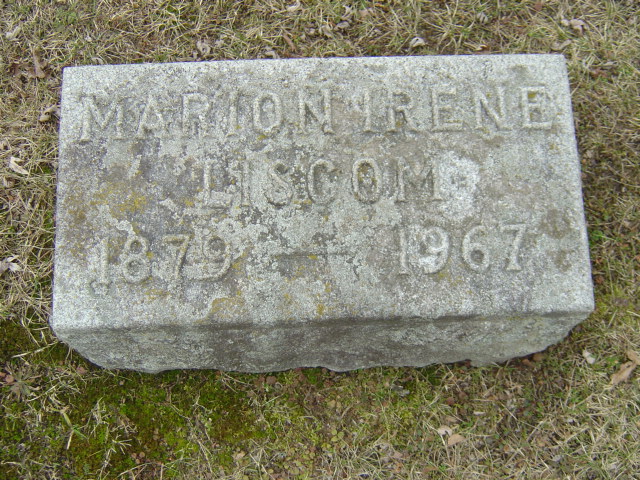 MARION IRENE
LISCOM
1879 — 1967